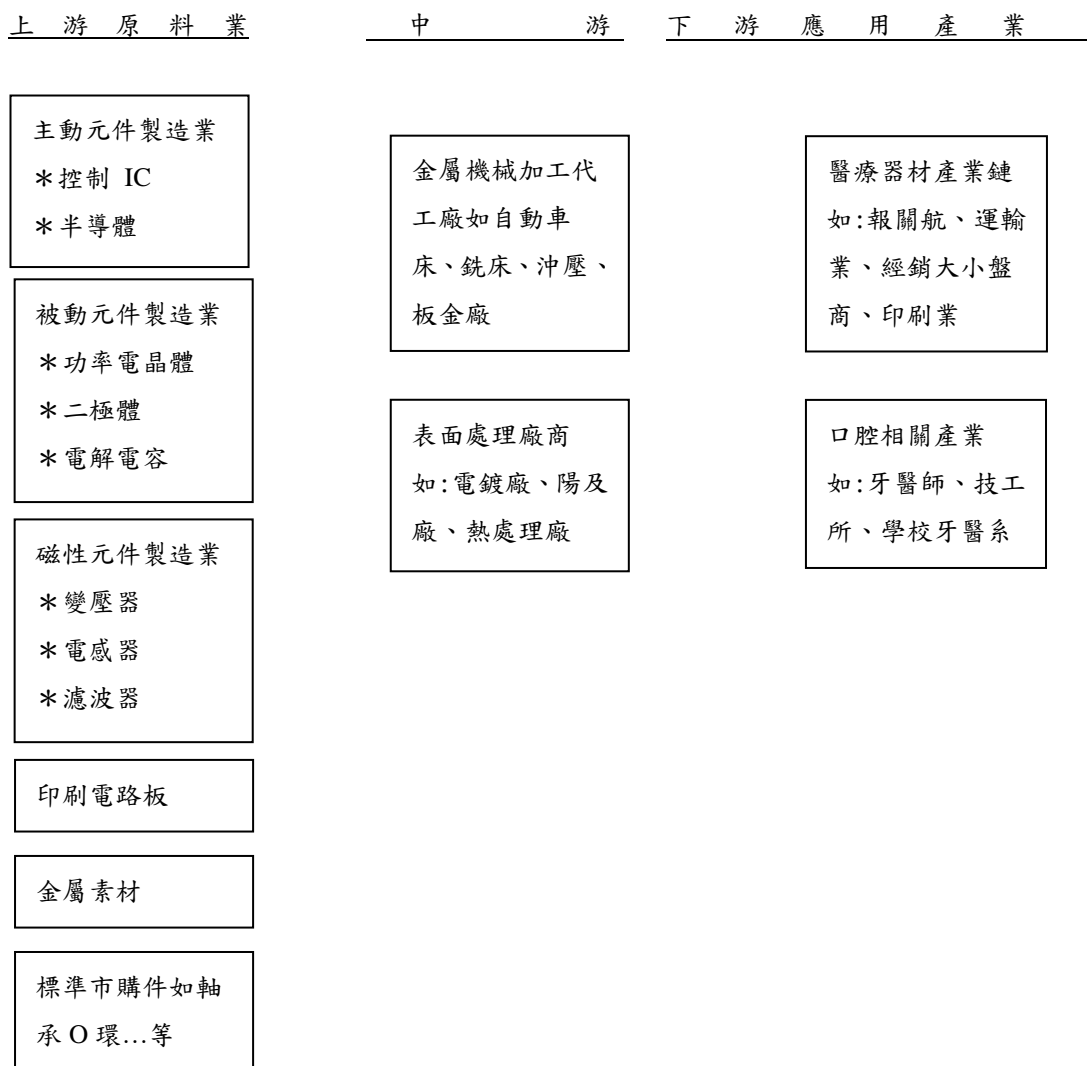 上游原料業
中游
下游應用產業
主動元件製造業
＊控制 IC
＊半導體
被動元件製造業
＊功率電晶體
＊二極體
＊電解電容
磁性元件製造業
＊變壓器
＊電感器
＊濾波器
印刷電路板
金屬素材
標準市購件如軸
承 O 環…等
金屬機械加工代
工廠如自動車
床、銑床、沖壓、
板金廠
表面處理廠商
如:電鍍廠、陽及
廠、熱處理廠
醫療器材產業鏈
如:報關航、運輸
業、經銷大小盤
商、印刷業
口腔相關產業
如:牙醫師、技工
所、學校牙醫系